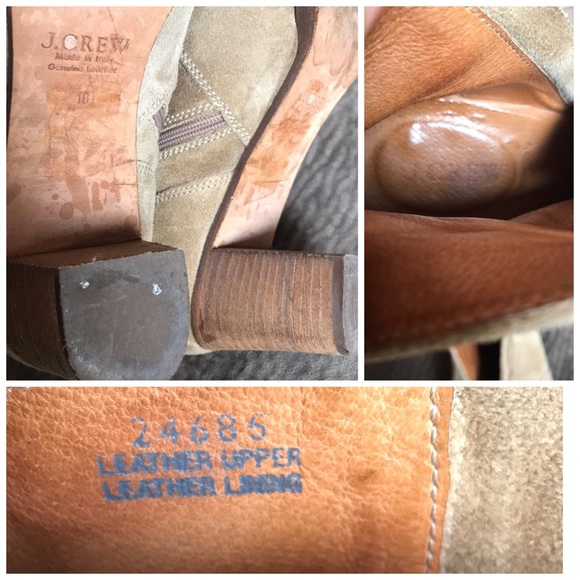 J.CREW
Made in Italy
Genuine Leather
10
24685
LEATHER UPPER
LEATHER LINING